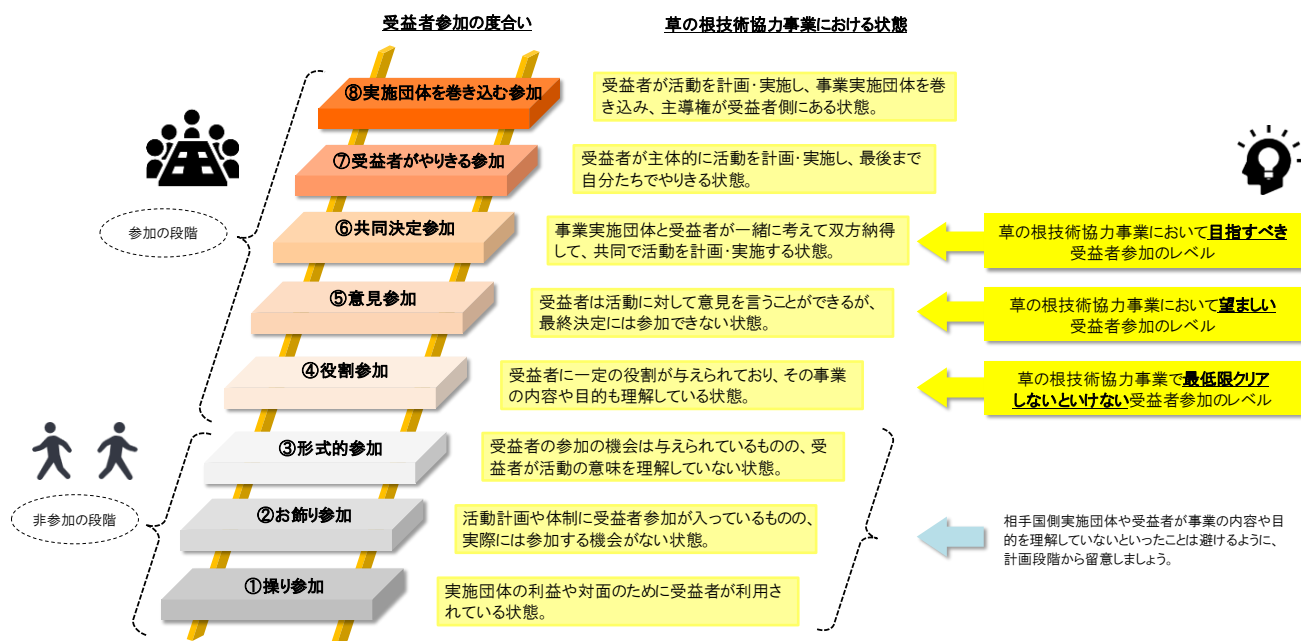 受益者参加の度合い
草の根技術協力事業における状態
⑧実施団体を巻き込む参加
受益者が活動を計画・実施し、事業実施団体を巻
き込み、主導権が受益者側にある状態。
⑦受益者がやりきる参加
受益者が主体的に活動を計画・実施し、最後まで
自分たちでやりきる状態。
参加の段階
⑥共同決定参加
事業実施団体と受益者が一緒に考えて双方納得
して、共同で活動を計画・実施する状態。
草の根技術協力事業において目指すべき
受益者参加のレベル
⑤意見参加
受益者は活動に対して意見を言うことができるが、
最終決定には参加できない状態。
草の根技術協力事業において望ましい
受益者参加のレベル
④役割参加
受益者に一定の役割が与えられており、その事業
の内容や目的も理解している状態。
草の根技術協力事業で最低限クリア
しないといけない受益者参加のレベル
③形式的参加
受益者の参加の機会は与えられているものの、受
益者が活動の意味を理解していない状態。
非参加の段階
②お飾り参加
活動計画や体制に受益者参加が入っているものの、
実際には参加する機会がない状態。
相手国側実施団体や受益者が事業の内容や目
的を理解していないといったことは避けるように、
計画段階から留意しましょう。
①操り参加
実施団体の利益や対面のために受益者が利用さ
れている状態。